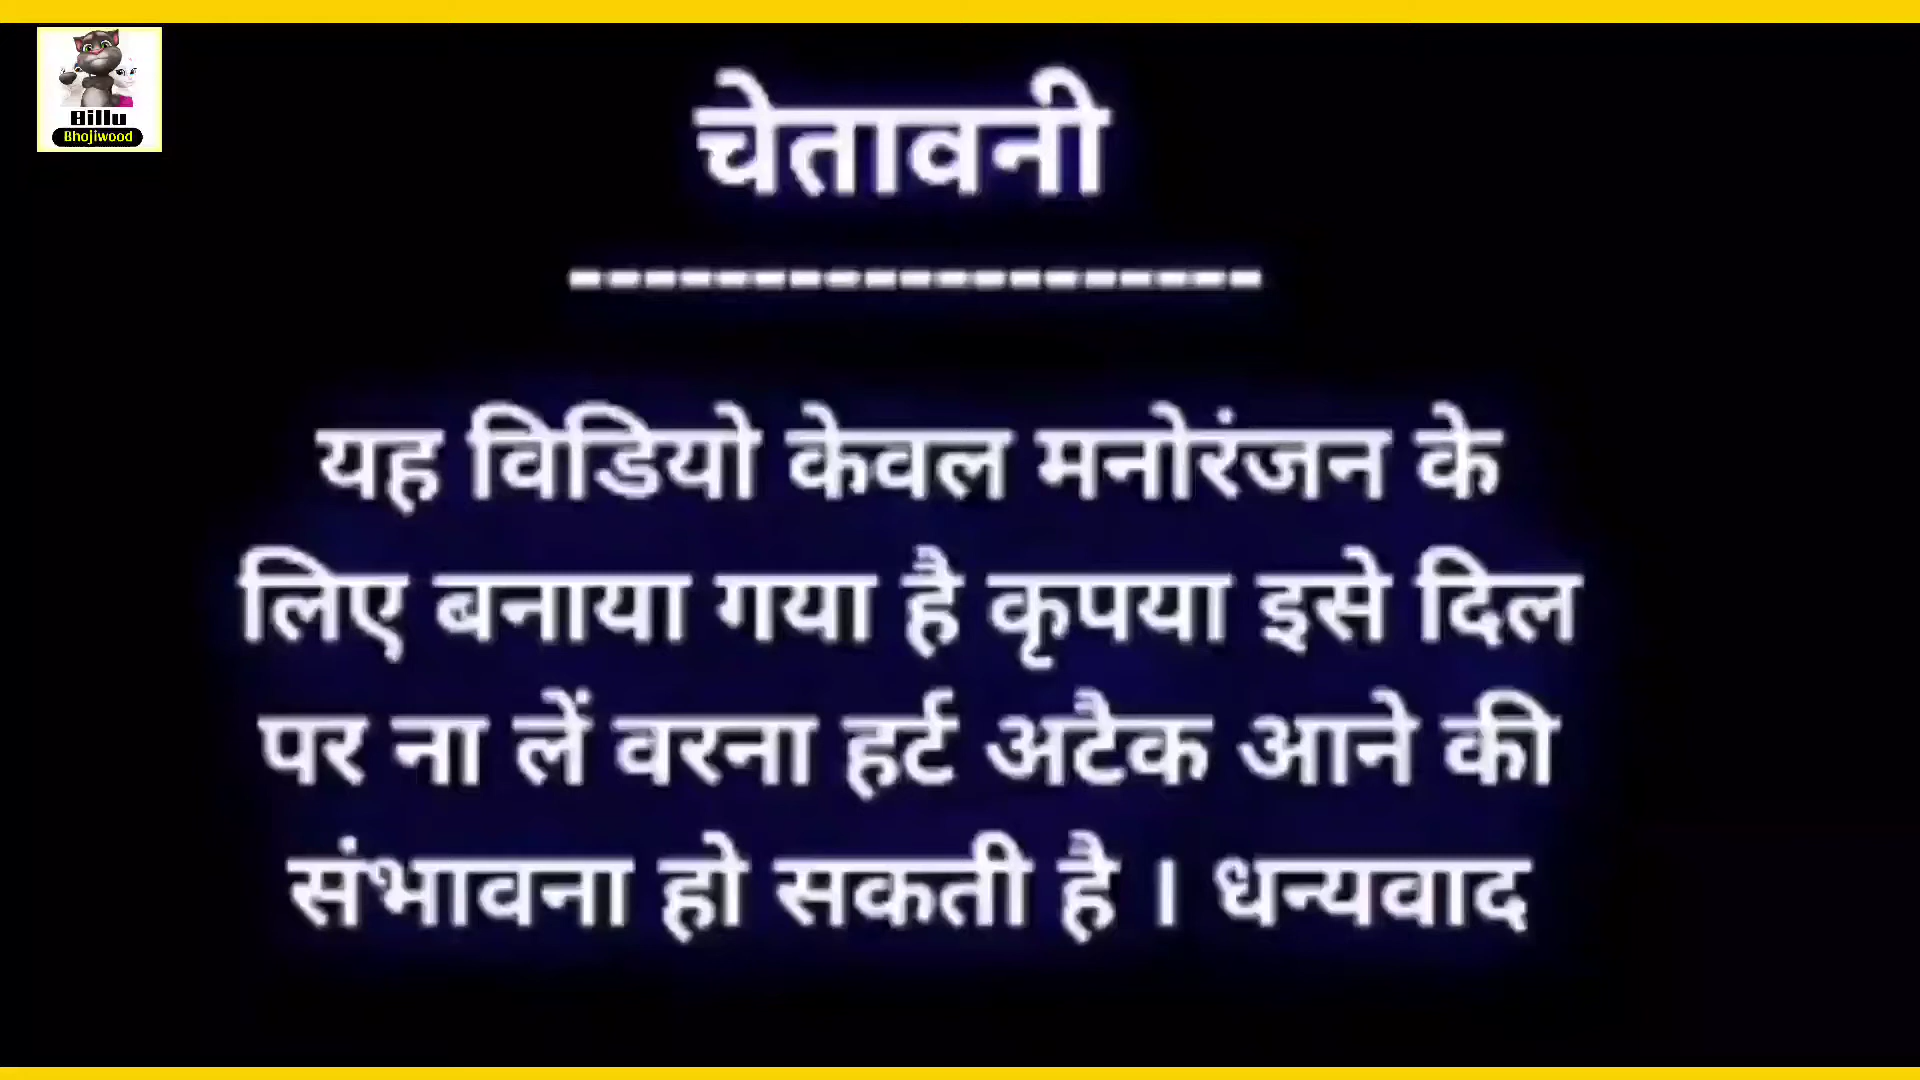 Billu
Bhojiwood
चेतावनी
-------------------
यह विडियो केवल मनोरंजन के
लिए बनाया गया है कृपया इसे दिल
पर ना लें वरना हर्ट अटैक आने की
संभावना हो सकती है । धन्यवाद